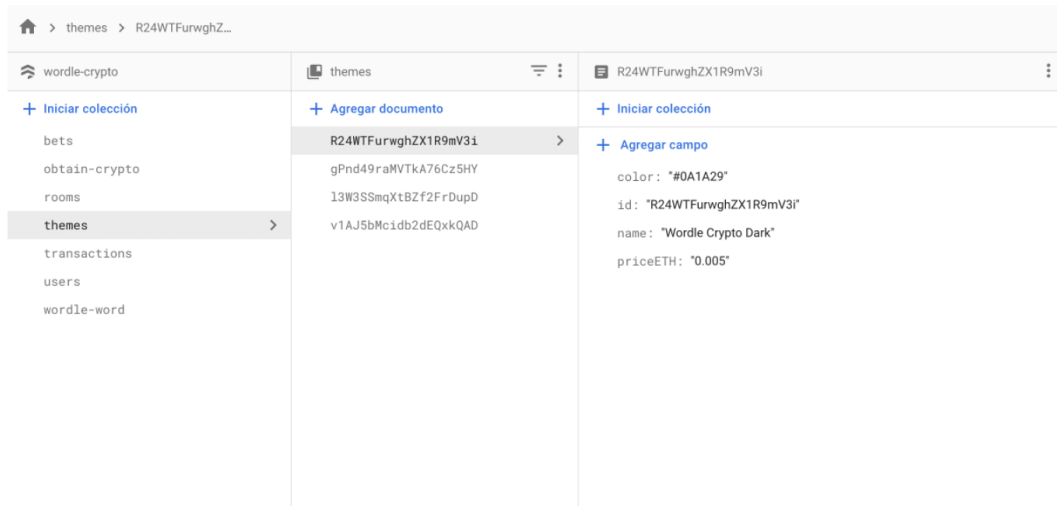 themes > R24WTFurwghZ...
wordle-crypto
Iniciar colección
bets
obtain-crypto
rooms
themes
transactions
users
wordle-word
themes
Agregar documento
R24WTFurwghZX1R9mV3i
gPnd49raMVTkA76Cz5HY
l3W3SSmqXtBZf2FrDupD
v1AJ5bMcidb2dEQxkQAD
R24WTFurwghZX1R9mV3i
Iniciar colección
Agregar campo
color: "#0A1A29"
id: "R24WTFurwghZX1R9mV3i"
name: "Wordle Crypto Dark"
priceETH: "0.005"